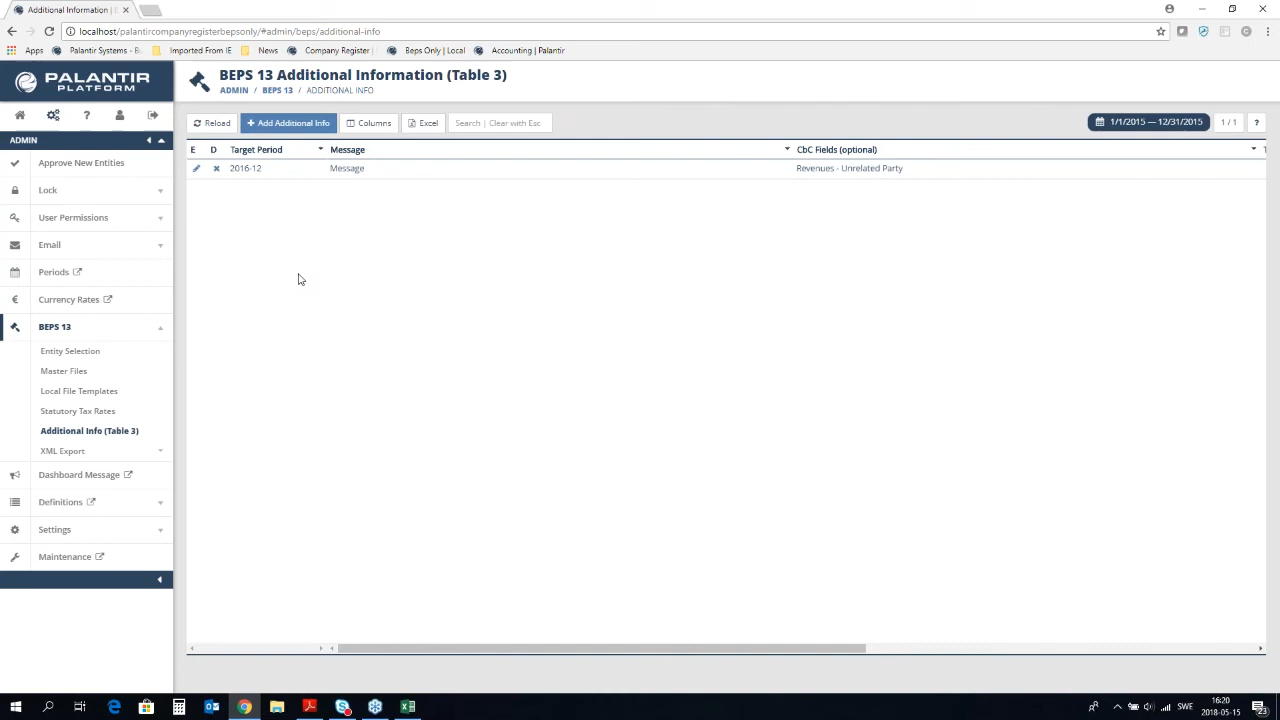 Additional Information | 
localhost/palantircompanyregisterbepsonly/#admin/beps/additional-info
Apps
Palantir Systems - B
Imported From IE
News
Company Register |
Beps Only | Local
Accounting | Palantir
PALANTIR
PLATFORM
BEPS 13 Additional Information (Table 3)
ADMIN / BEPS 13 / ADDITIONAL INFO
Reload
+ Add Additional Info
Columns
Excel
Search | Clear with Esc
1/1/2015 — 12/31/2015
1 / 1
?
ADMIN
Approve New Entities
Lock
User Permissions
Email
Periods
Currency Rates
BEPS 13
Entity Selection
Master Files
Local File Templates
Statutory Tax Rates
Additional Info (Table 3)
XML Export
Dashboard Message
Definitions
Settings
Maintenance
E D Target Period Message CbC Fields (optional)
2016-12 Message Revenues - Unrelated Party
SWE
16:20
2018-05-15
23